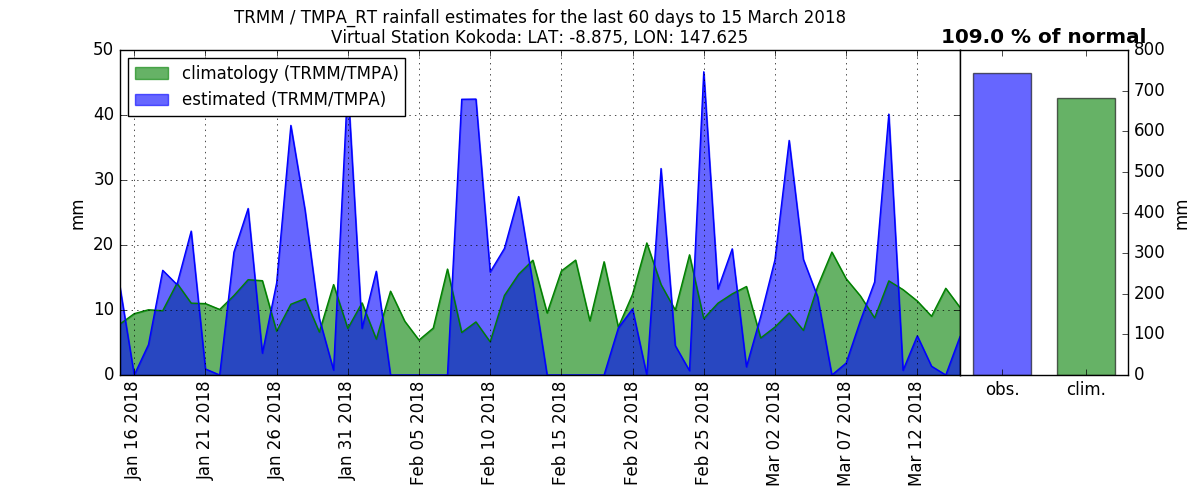 TRMM / TMPA_RT rainfall estimates for the last 60 days to 15 March 2018
Virtual Station Kokoda: LAT: -8.875, LON: 147.625
109.0 % of normal
climatology (TRMM/TMPA)
estimated (TRMM/TMPA)
50
40
30
20
10
0
mm
800
700
600
500
400
300
200
100
0
mm
Jan 16 2018
Jan 21 2018
Jan 26 2018
Jan 31 2018
Feb 05 2018
Feb 10 2018
Feb 15 2018
Feb 20 2018
Feb 25 2018
Mar 02 2018
Mar 07 2018
Mar 12 2018
obs.
clim.